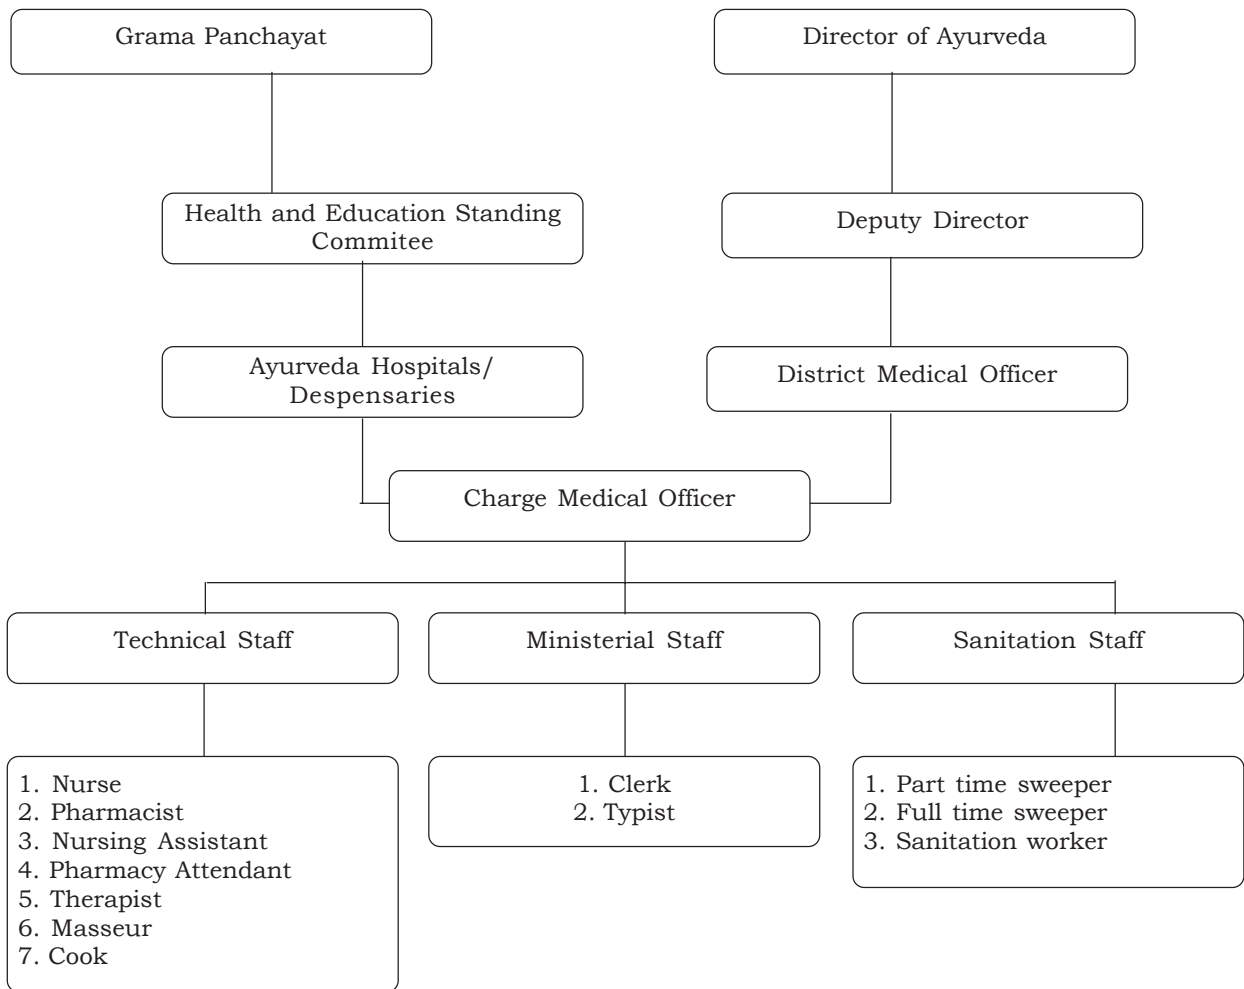 Grama Panchayat
Director of Ayurveda
Health and Education Standing
Commitee
Deputy Director
Ayurveda Hospitals/
Despensaries
District Medical Officer
Charge Medical Officer
Technical Staff
Ministerial Staff
Sanitation Staff
1. Nurse
2. Pharmacist
3. Nursing Assistant
4. Pharmacy Attendant
5. Therapist
6. Masseur
7. Cook
1. Clerk
2. Typist
1. Part time sweeper
2. Full time sweeper
3. Sanitation worker